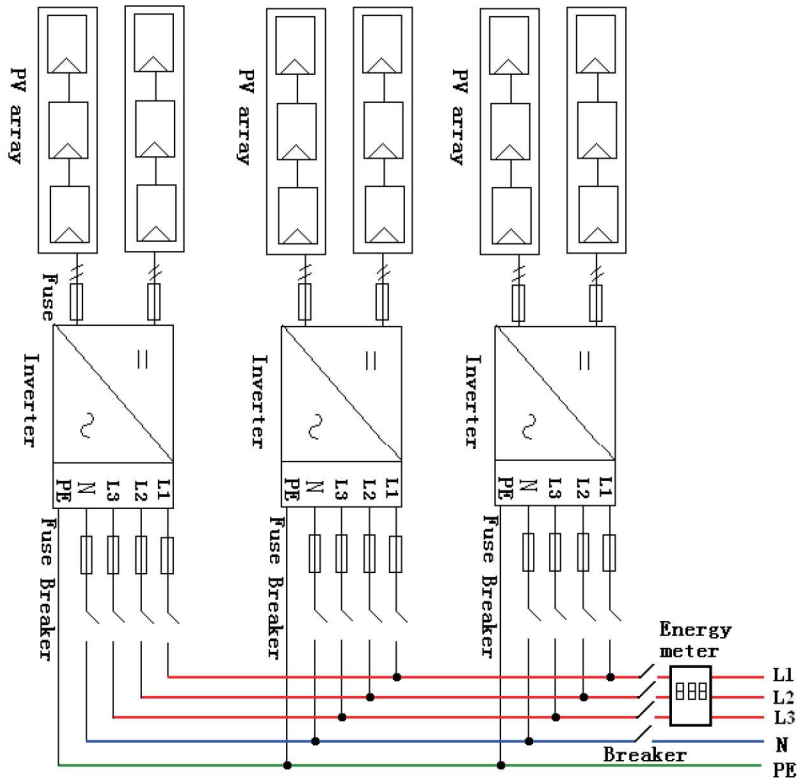 PV array
PV array
PV array
Fuse
Inverter
Inverter
Inverter
PE N L3 L2 L1
PE N L3 L2 L1
PE N L3 L2 L1
Fuse Breaker
Fuse Breaker
Fuse Breaker
Energy
meter
888
L1
L2
L3
N
Breaker
PE